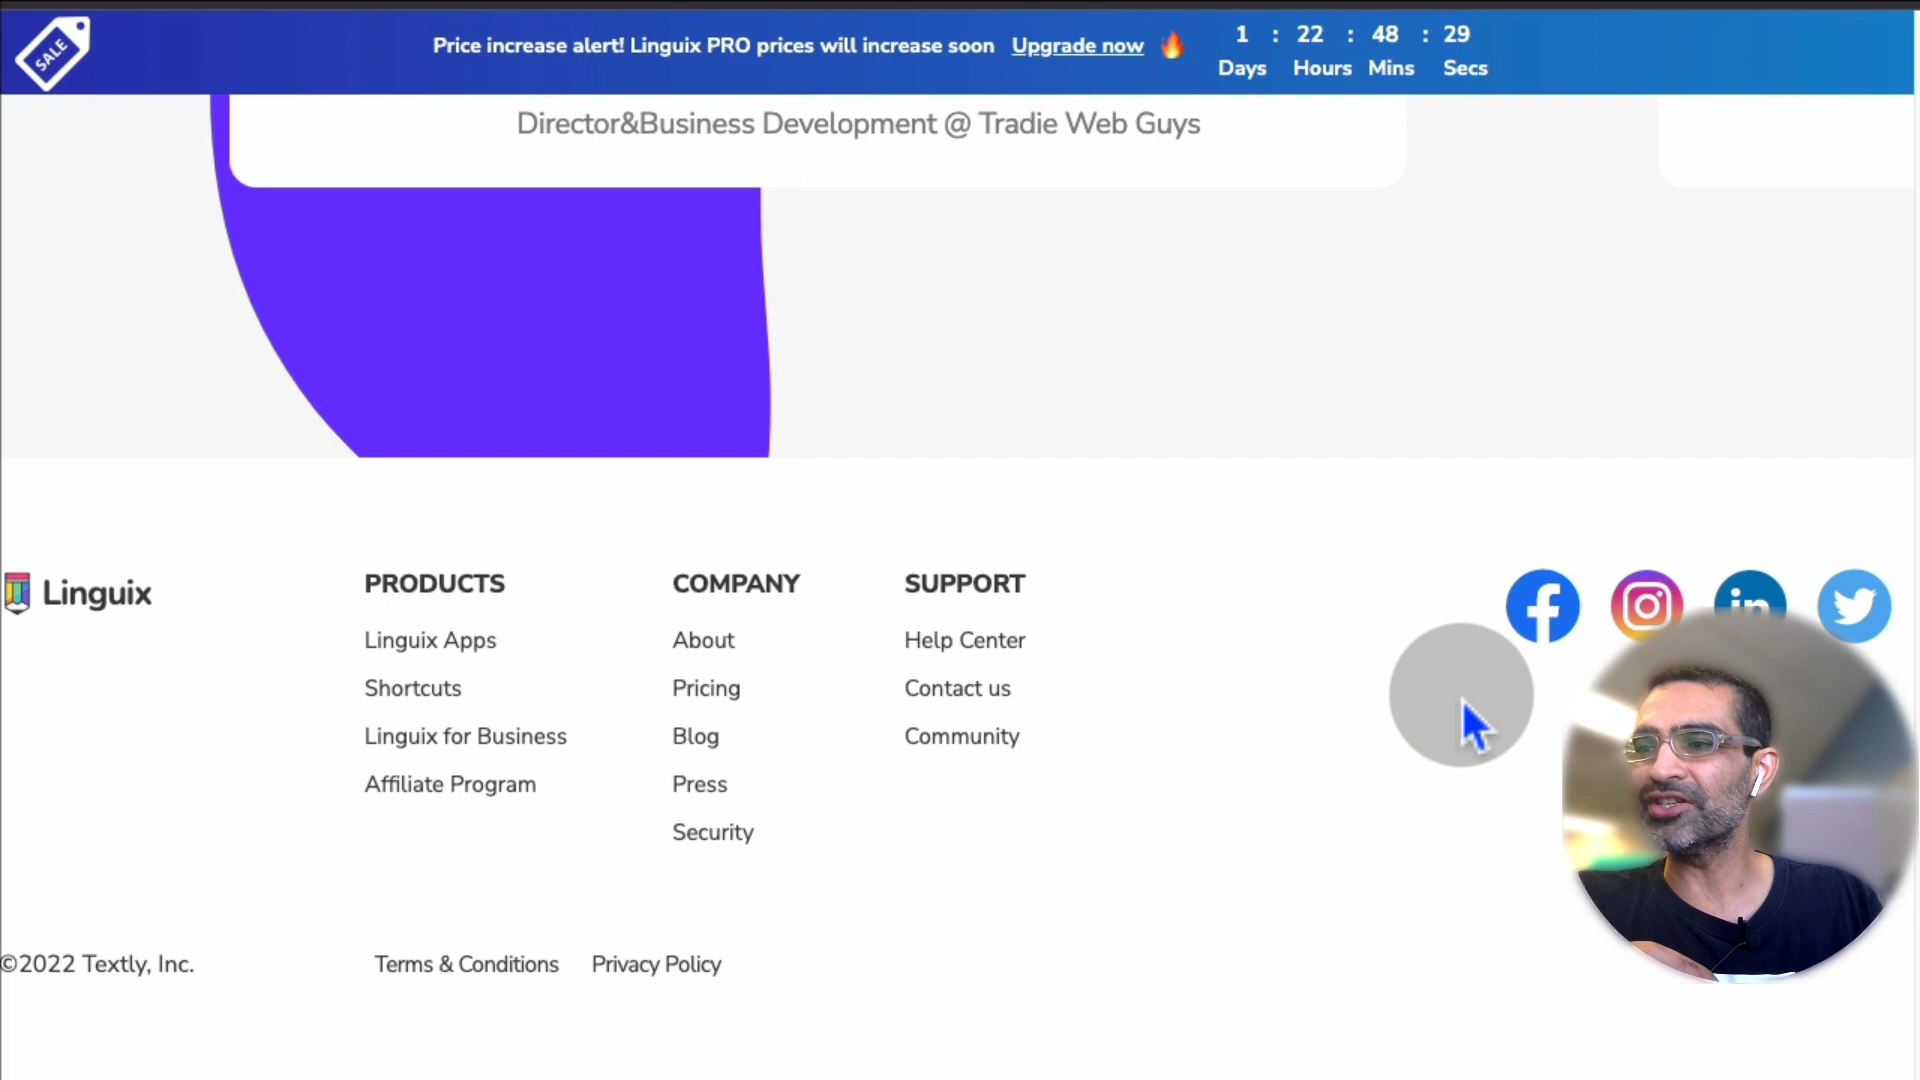 SALE
Price increase alert! Linguix PRO prices will increase soon Upgrade now
1 : 22 : 48 : 29
Days Hours Mins Secs
Director&Business Development @ Tradie Web Guys
Linguix
PRODUCTS
Linguix Apps
Shortcuts
Linguix for Business
Affiliate Program
COMPANY
About
Pricing
Blog
Press
Security
SUPPORT
Help Center
Contact us
Community
in
©2022 Textly, Inc.
Terms & Conditions
Privacy Policy